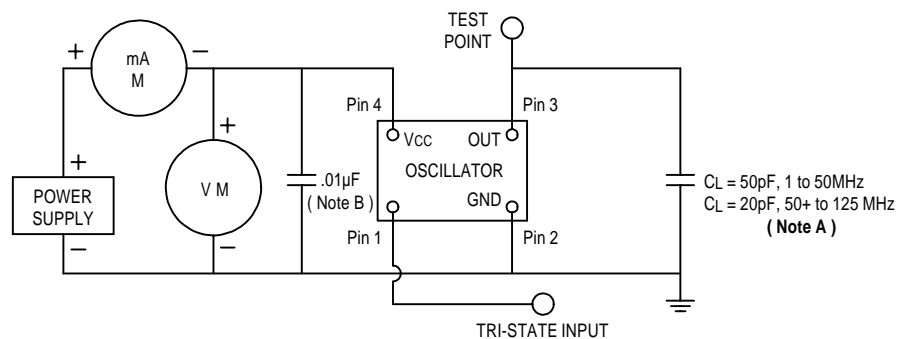 TEST
POINT
+
mA
M
−
Pin 4
Pin 3
+
VCC
OUT
+
V M
.01µF
( Note B )
OSCILLATOR
POWER
SUPPLY
GND
CL = 50pF, 1 to 50MHz
CL = 20pF, 50+ to 125 MHz
( Note A )
−
−
Pin 1
Pin 2
TRI-STATE INPUT